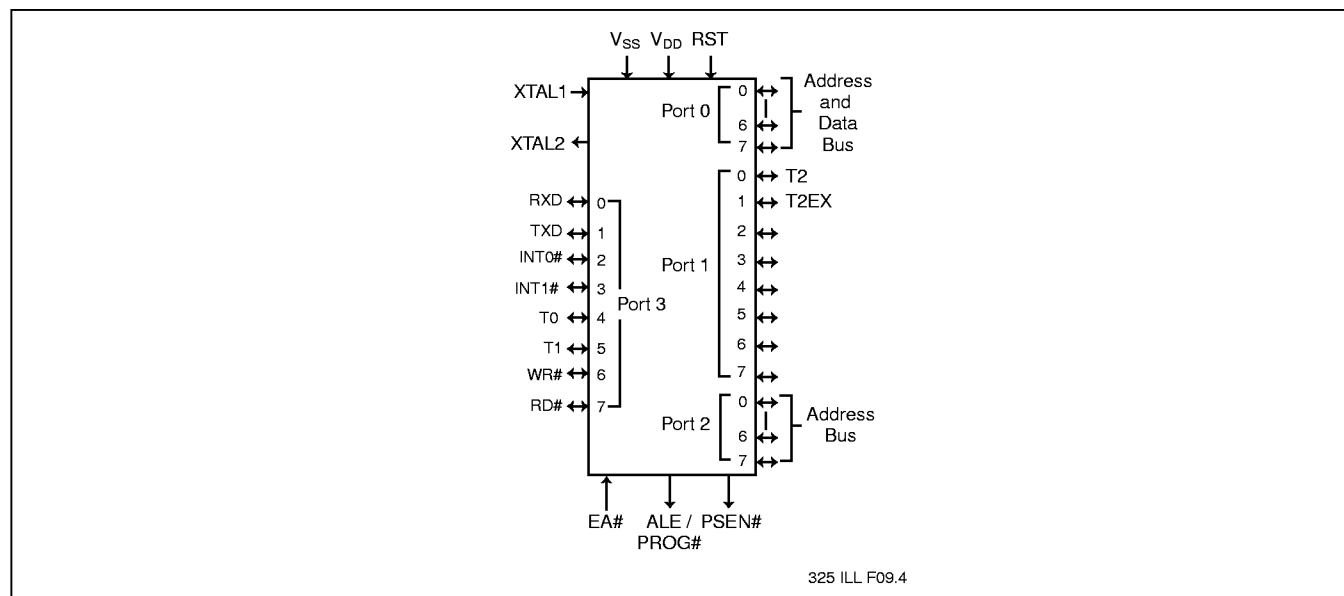 VSS VDD RST
XTAL1
XTAL2
Port 0
0
6
7
Address
and
Data
Bus
RXD 0
TXD 1
INT0# 2
INT1# 3
T0 4
T1 5
WR# 6
RD# 7
Port 3
Port 1
0 T2
1 T2EX
2
3
4
5
6
7
Port 2
0
6
7
Address
Bus
EA# ALE / PSEN#
PROG#
325 ILL F09.4